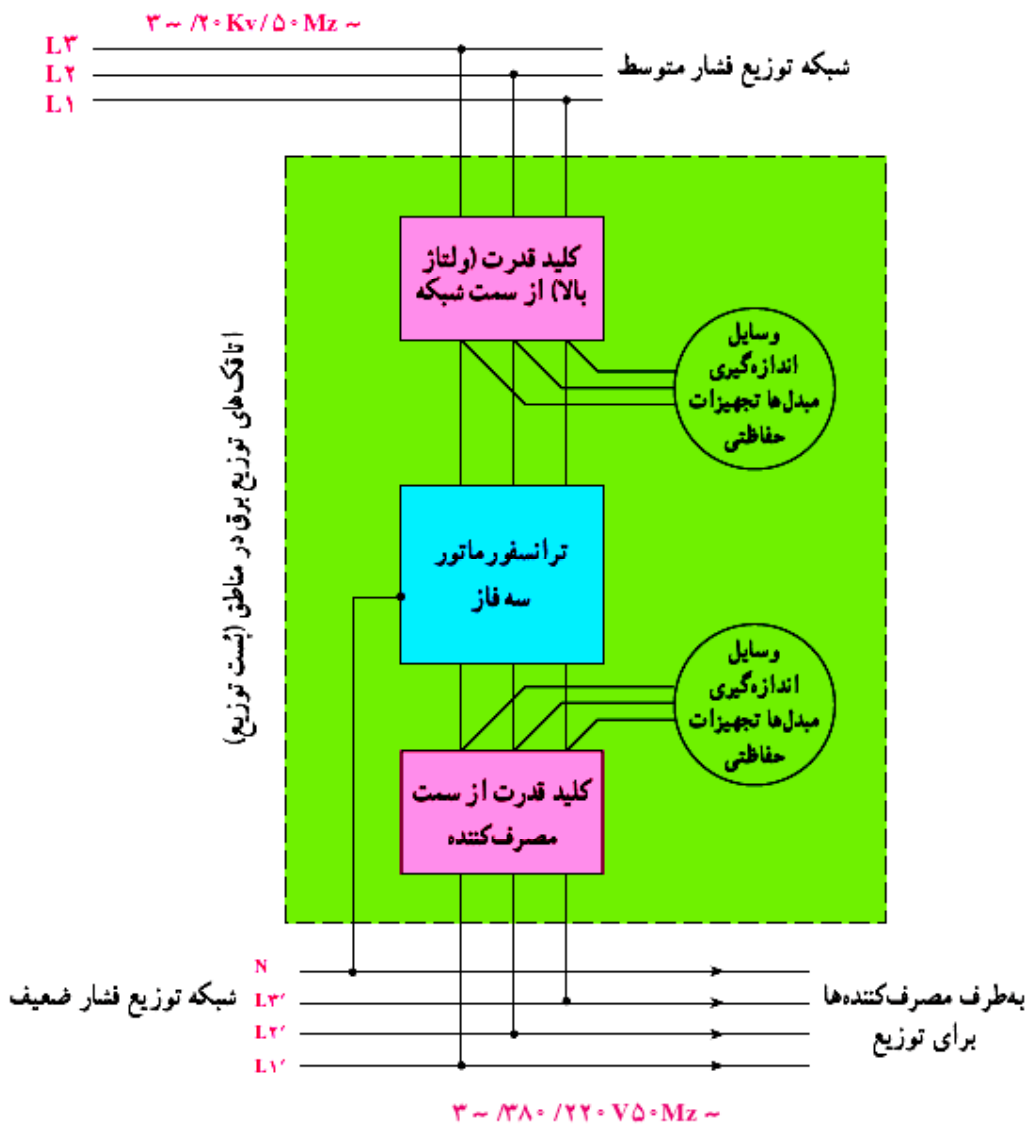 ۳ ~ /۲۰ Kv / ۵۰ Mz ~
L۳
L۲
L۱
شبکه توزیع فشار متوسط
کلید قدرت (ولتاژ
بالا) از سمت شبکه
وسایل
اندازه‌گیری
مبدل‌ها تجهیزات
حفاظتی
اتاقک‌های توزیع برق در مناطق (پُست توزیع)
ترانسفورماتور
سه فاز
وسایل
اندازه‌گیری
مبدل‌ها تجهیزات
حفاظتی
کلید قدرت از سمت
مصرف‌کننده
N
L۳′
L۲′
L۱′
شبکه توزیع فشار ضعیف
به‌طرف مصرف‌کننده‌ها
برای توزیع
۳ ~ /۳۸۰ / ۲۲۰ V۵۰Mz ~